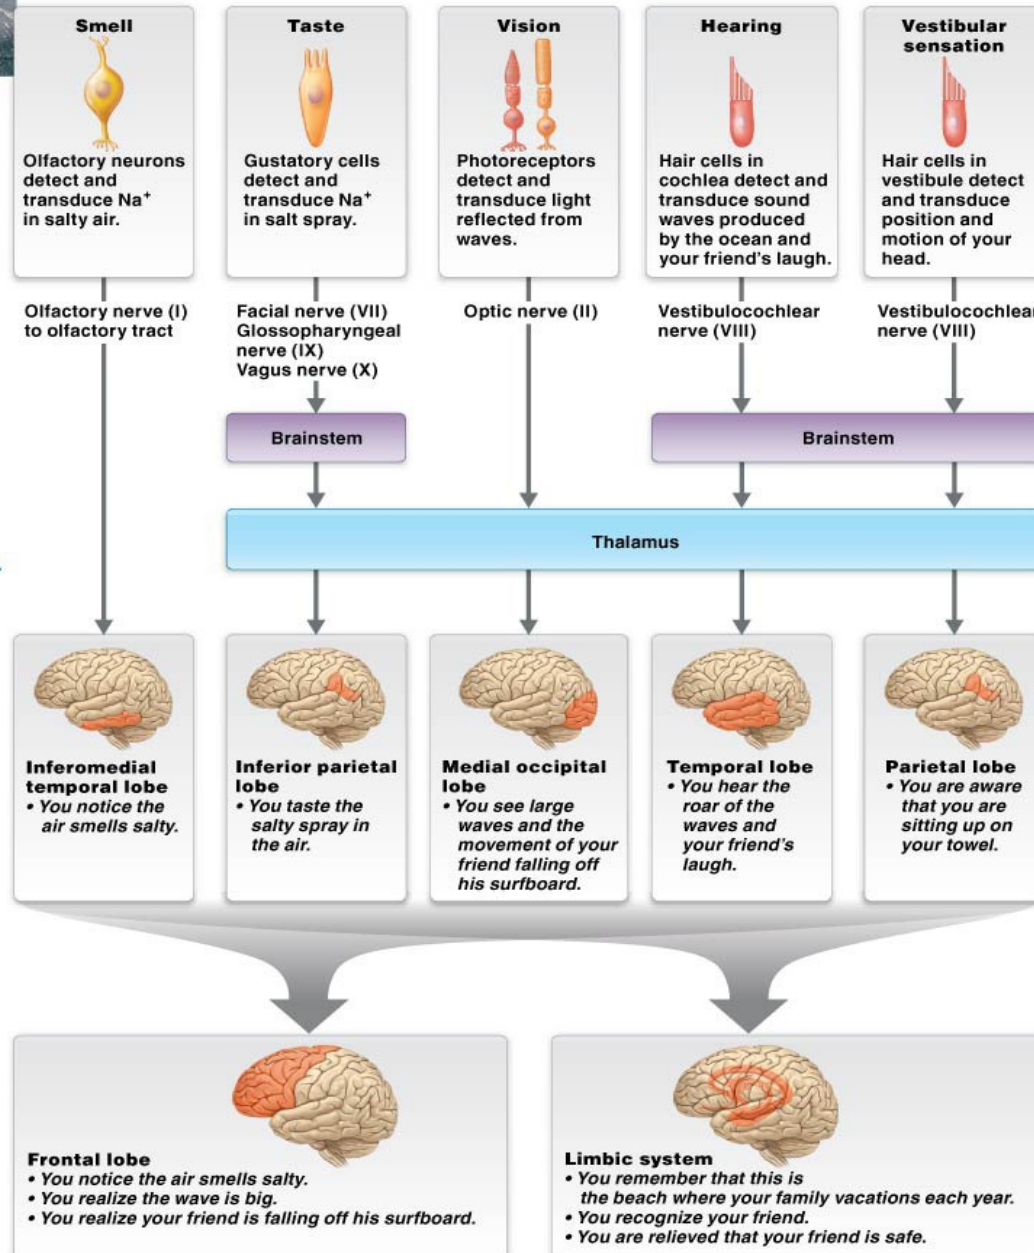 Smell
Olfactory neurons
detect and
transduce Na⁺
in salty air.
Taste
Gustatory cells
detect and
transduce Na⁺
in salt spray.
Vision
Photoreceptors
detect and
transduce light
reflected from
waves.
Hearing
Hair cells in
cochlea detect and
transduce sound
waves produced
by the ocean and
your friend's laugh.
Vestibular
sensation
Hair cells in
vestibule detect
and transduce
position and
motion of your
head.
Olfactory nerve (I)
to olfactory tract
Facial nerve (VII)
Glossopharyngeal
nerve (IX)
Vagus nerve (X)
Optic nerve (II)
Vestibulocochlear
nerve (VIII)
Vestibulocochlear
nerve (VIII)
Brainstem
Brainstem
Thalamus
Inferomedial
temporal lobe
• You notice the
air smells salty.
Inferior parietal
lobe
• You taste the
salty spray in
the air.
Medial occipital
lobe
• You see large
waves and the
movement of your
friend falling off
his surfboard.
Temporal lobe
• You hear the
roar of the
waves and
your friend's
laugh.
Parietal lobe
• You are aware
that you are
sitting up on
your towel.
Frontal lobe
• You notice the air smells salty.
• You realize the wave is big.
• You realize your friend is falling off his surfboard.
Limbic system
• You remember that this is
the beach where your family vacations each year.
• You recognize your friend.
• You are relieved that your friend is safe.